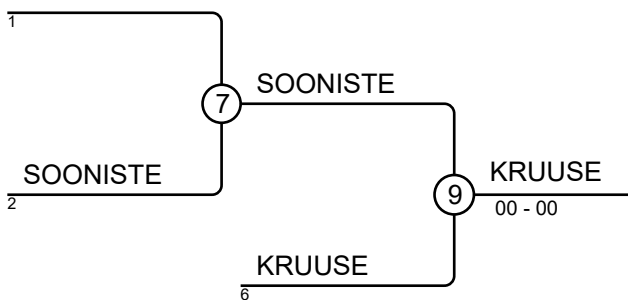 1
7
SOONISTE
SOONISTE
2
9
KRUUSE
00 - 00
KRUUSE
6